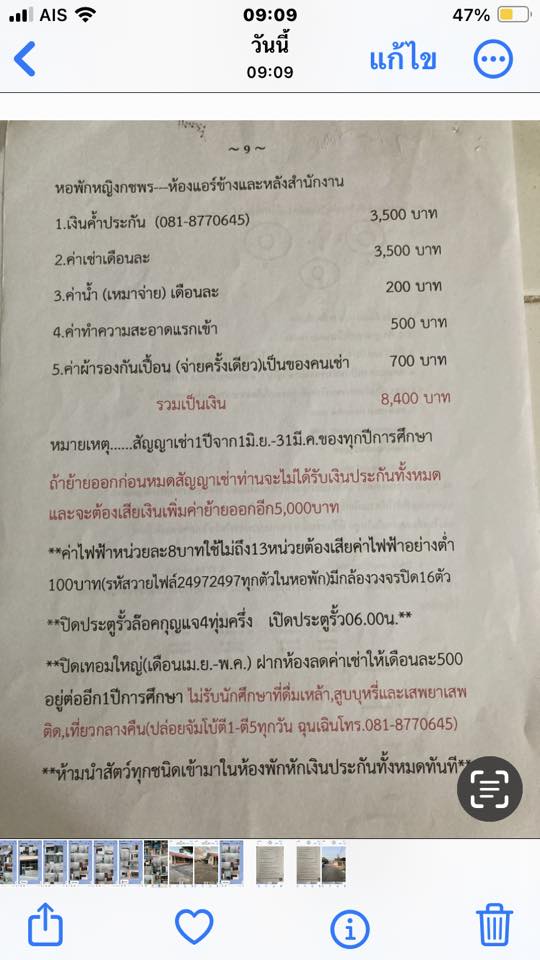 AIS
09:09
47%
วันนี้
09:09
แก้ไข
~ 9 ~
หอพักหญิงกชพร---ห้องแอร์ข้างและหลังสำนักงาน
1.เงินค้ำประกัน (081-8770645) 3,500 บาท
2.ค่าเช่าเดือนละ 3,500 บาท
3.ค่าน้ำ (เหมาจ่าย) เดือนละ 200 บาท
4.ค่าทำความสะอาดแรกเข้า 500 บาท
5.ค่าผ้ารองกันเปื้อน (จ่ายครั้งเดียว)เป็นของคนเช่า 700 บาท
รวมเป็นเงิน 8,400 บาท
หมายเหตุ......สัญญาเช่า1ปีจาก1มิ.ย.-31มี.ค.ของทุกปีการศึกษา
ถ้าย้ายออกก่อนหมดสัญญาเช่าท่านจะไม่ได้รับเงินประกันทั้งหมด
และจะต้องเสียเงินเพิ่มค่าย้ายออกอีก5,000บาท
**ค่าไฟฟ้าหน่วยละ8บาทใช้ไม่ถึง13หน่วยต้องเสียค่าไฟฟ้าอย่างต่ำ
100บาท(รหัสวายไฟล์24972497ทุกตัวในหอพัก)มีกล้องวงจรปิด16ตัว
**ปิดประตูรั้วล๊อคกุญแจ4ทุ่มครึ่ง เปิดประตูรั้ว06.00น.**
**ปิดเทอมใหญ่(เดือนเม.ย.-พ.ค.) ฝากห้องลดค่าเช่าให้เดือนละ500
อยู่ต่ออีก1ปีการศึกษา ไม่รับนักศึกษาที่ดื่มเหล้า,สูบบุหรี่และเสพยาเสพ
ติด,เที่ยวกลางคืน(ปล่อยจัมโบ้ตี1-ตี5ทุกวัน ฉุนเฉินโทร.081-8770645)
**ห้ามนำสัตว์ทุกชนิดเข้ามาในห้องพักหักเงินประกันทั้งหมดทันที**